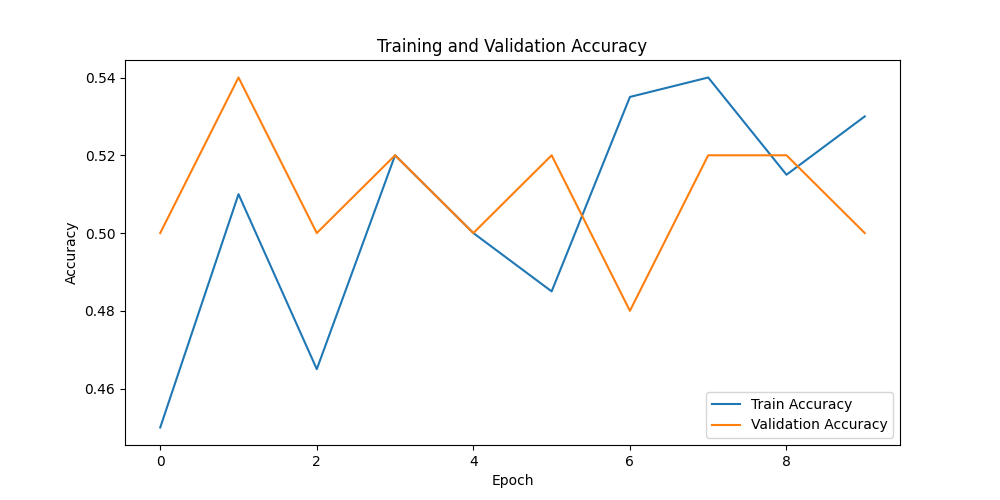 Training and Validation Accuracy
0.54
0.52
0.50
0.48
0.46
Accuracy
0 2 4 6 8
Epoch
Train Accuracy
Validation Accuracy